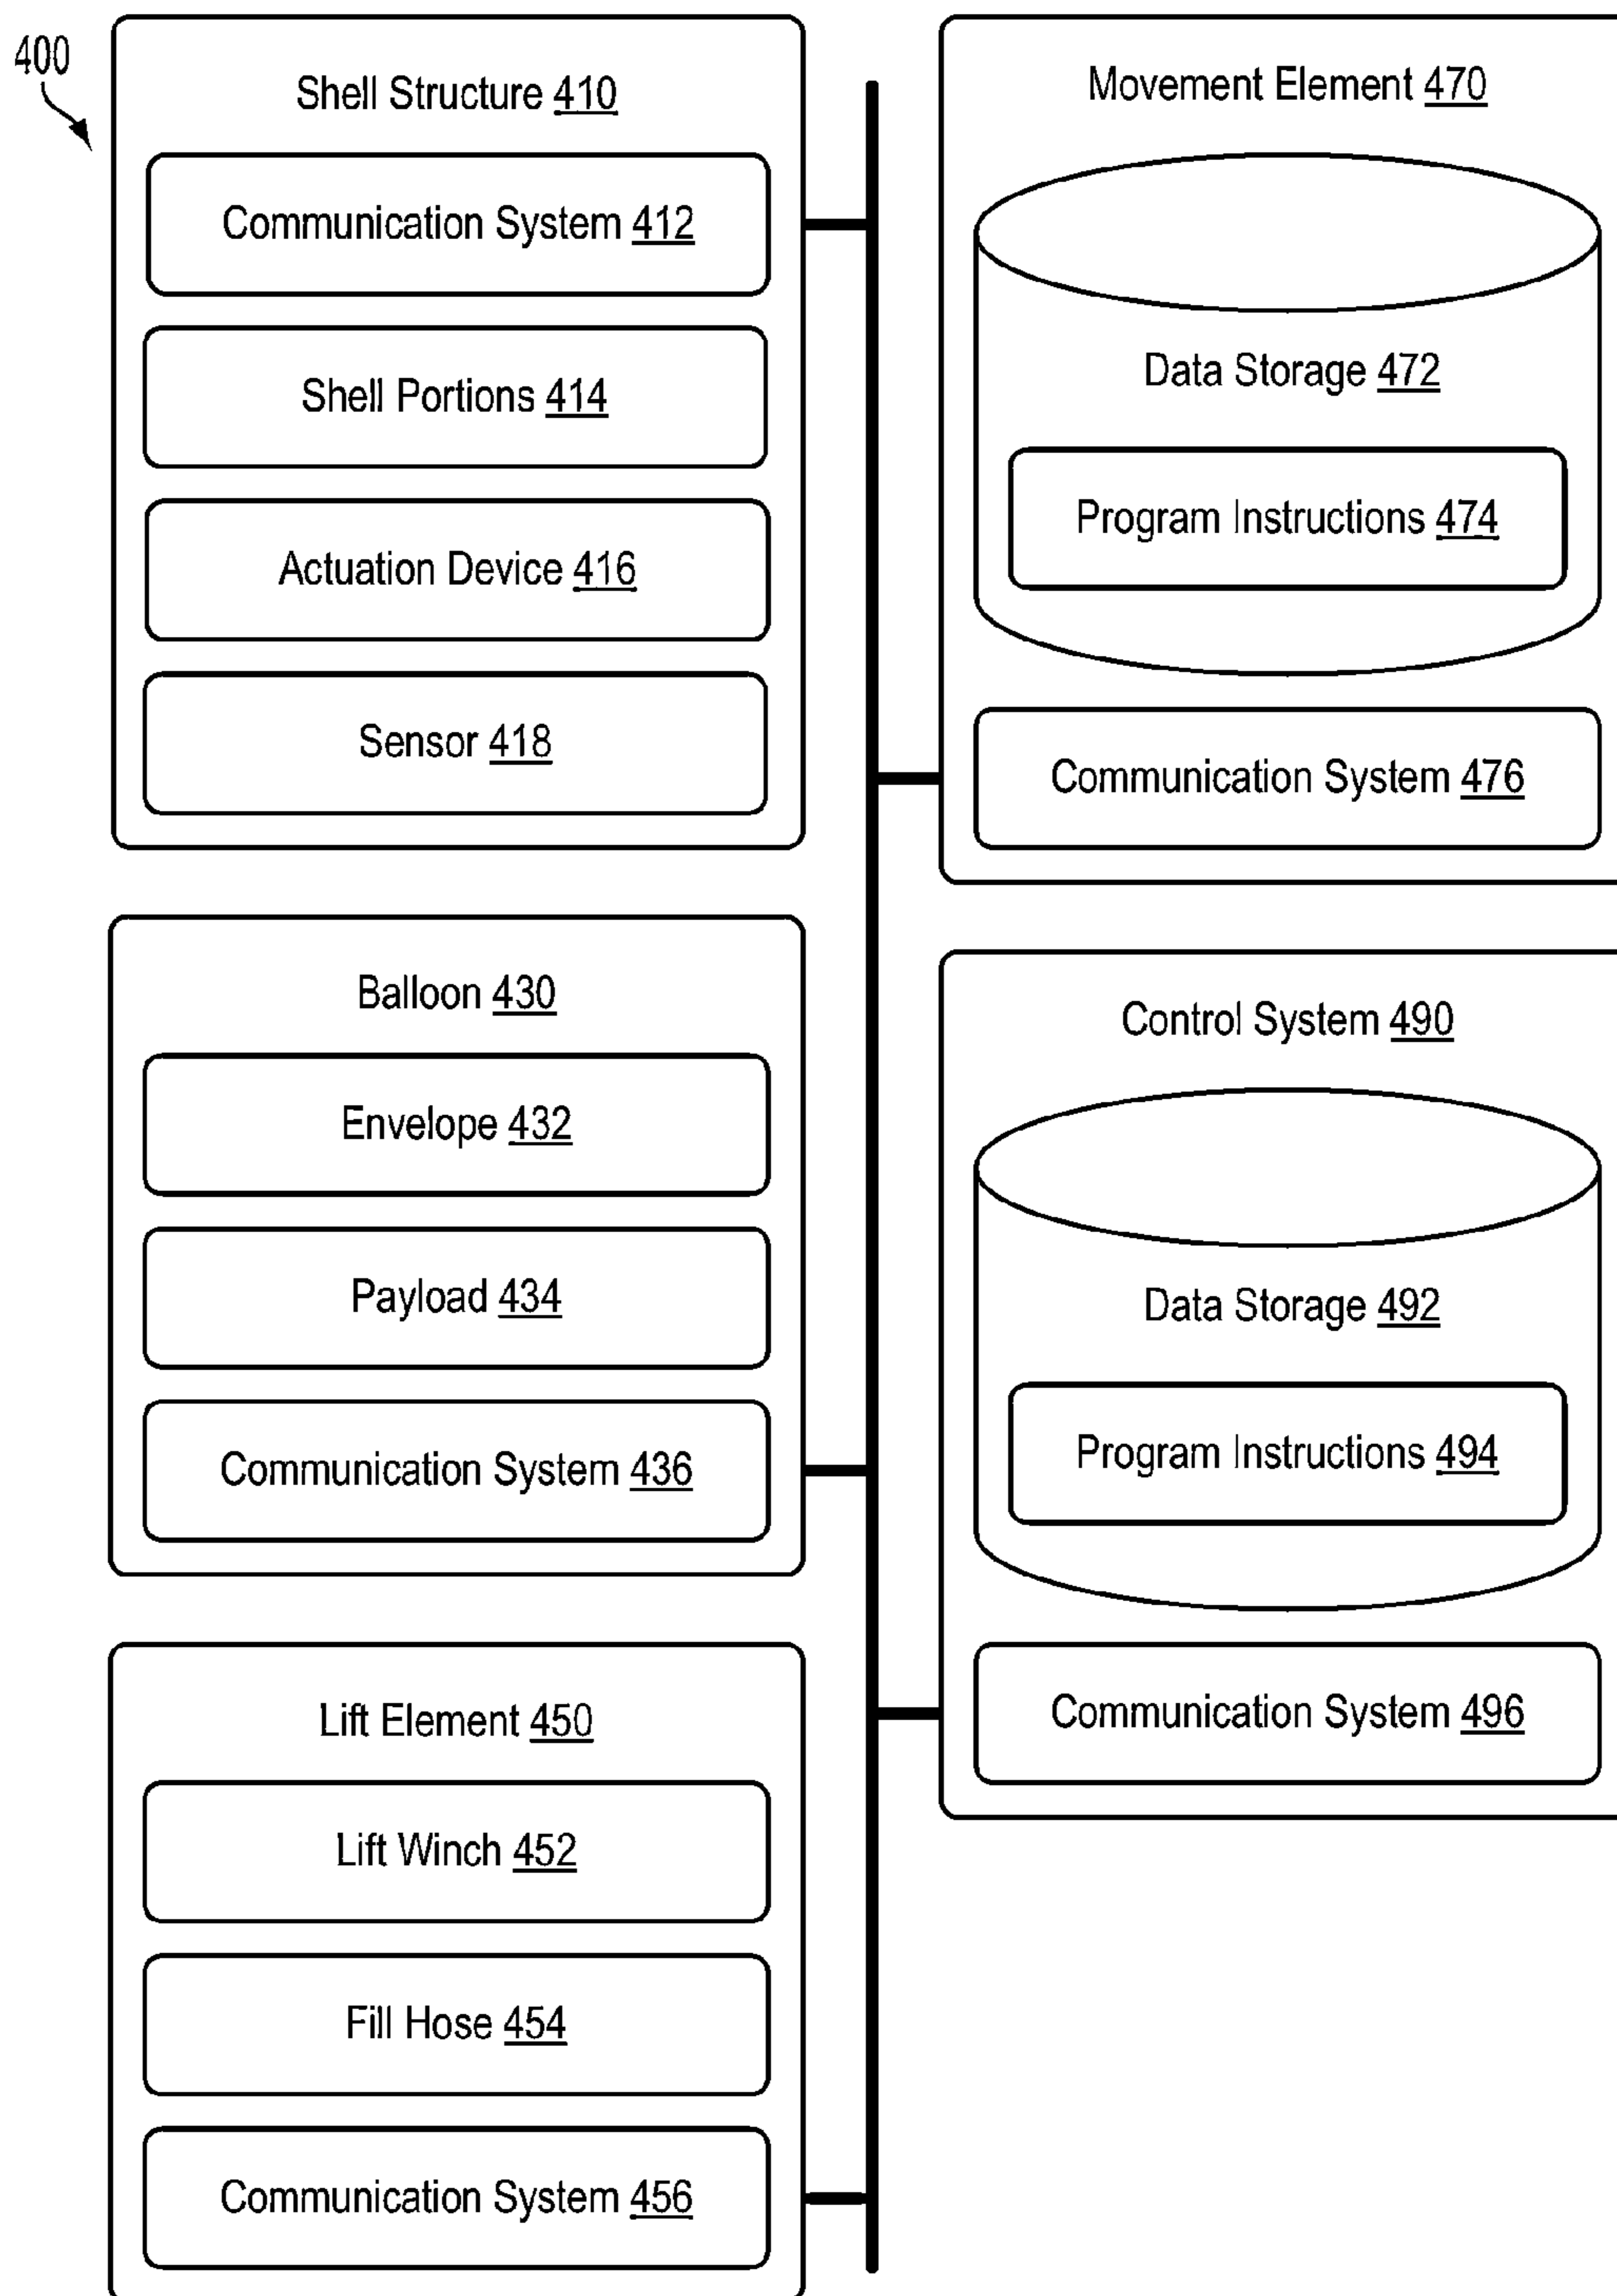 400
Shell Structure 410
Communication System 412
Shell Portions 414
Actuation Device 416
Sensor 418
Balloon 430
Envelope 432
Payload 434
Communication System 436
Lift Element 450
Lift Winch 452
Fill Hose 454
Communication System 456
Movement Element 470
Data Storage 472
Program Instructions 474
Communication System 476
Control System 490
Data Storage 492
Program Instructions 494
Communication System 496